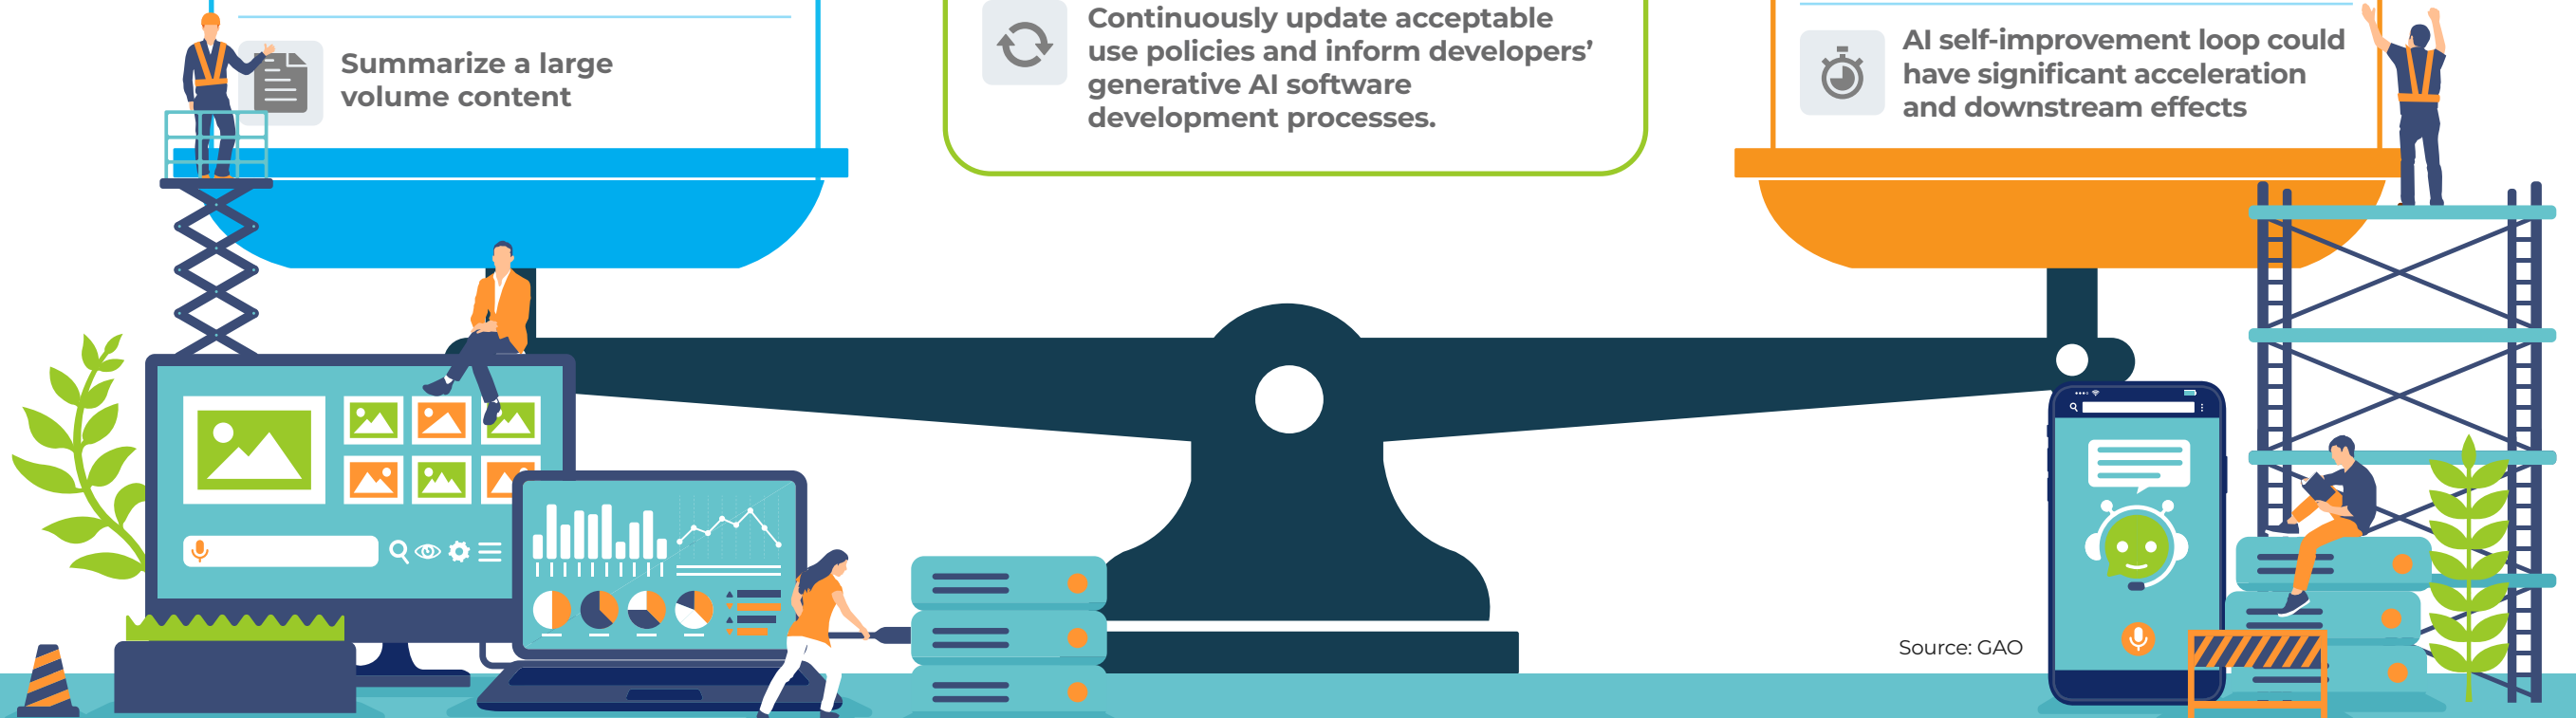 Summarize a large
volume content
Continuously update acceptable
use policies and inform developers’
generative AI software
development processes.
AI self-improvement loop could
have significant acceleration
and downstream effects
Source: GAO